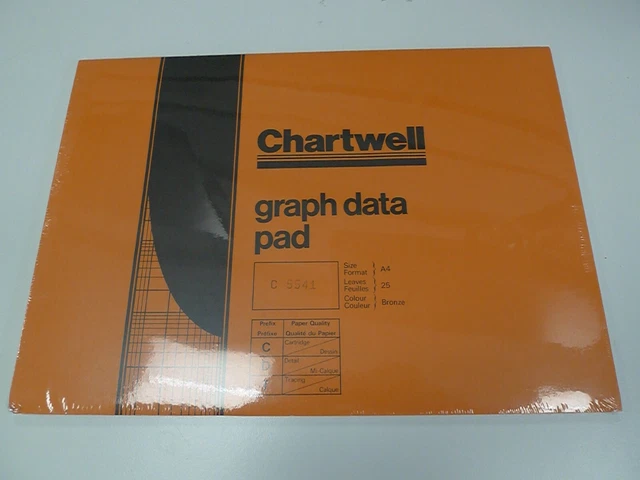 Chartwell
graph data
pad
C 5541
Size
Format
A4
Leaves
Feuilles
25
Colour
Couleur
Bronze
Prefix
Préfixe
Paper Quality
Qualité du Papier
C
Cartridge
Dessin
D
Detail
Mi-Calque
Tracing
Calque